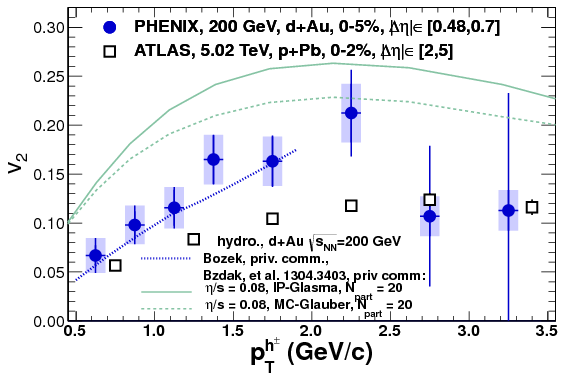 PHENIX, 200 GeV, d+Au, 0-5%, |Δη|∈ [0.48,0.7]
ATLAS, 5.02 TeV, p+Pb, 0-2%, |Δη|∈ [2,5]
0.30
0.25
0.20
0.15
0.10
0.05
0.00
v2
hydro., d+Au √sNN=200 GeV
Bozek, priv. comm.,
Bzdak, et al. 1304.3403, priv comm:
η/s = 0.08, IP-Glasma, Npart = 20
η/s = 0.08, MC-Glauber, Npart = 20
0.5 1.0 1.5 2.0 2.5 3.0 3.5
pTh± (GeV/c)